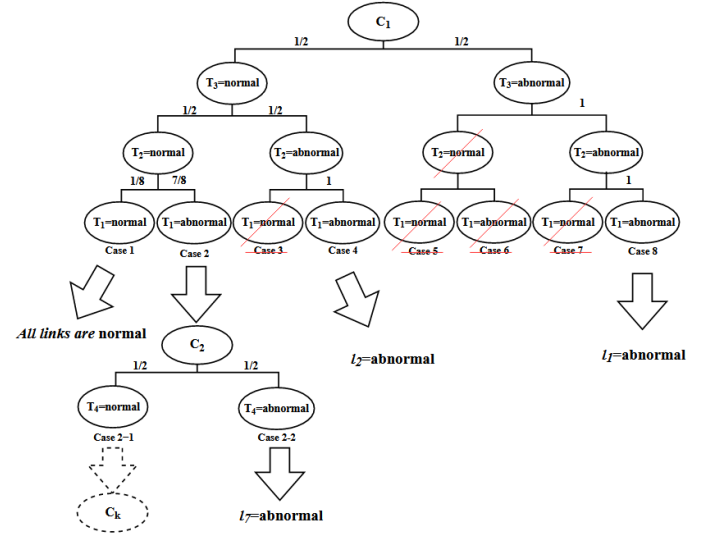 C1
1/2 1/2
T3=normal T3=abnormal
1/2 1/2 1
T2=normal T2=abnormal T2=normal T2=abnormal
1/8 7/8 1 1
T1=normal T1=abnormal T1=normal T1=abnormal T1=normal T1=abnormal T1=normal T1=abnormal
Case 1 Case 2 Case 3 Case 4 Case 5 Case 6 Case 7 Case 8
All links are normal
C2
l2=abnormal
l1=abnormal
1/2 1/2
T4=normal T4=abnormal
Case 2−1 Case 2-2
Ck
l7=abnormal